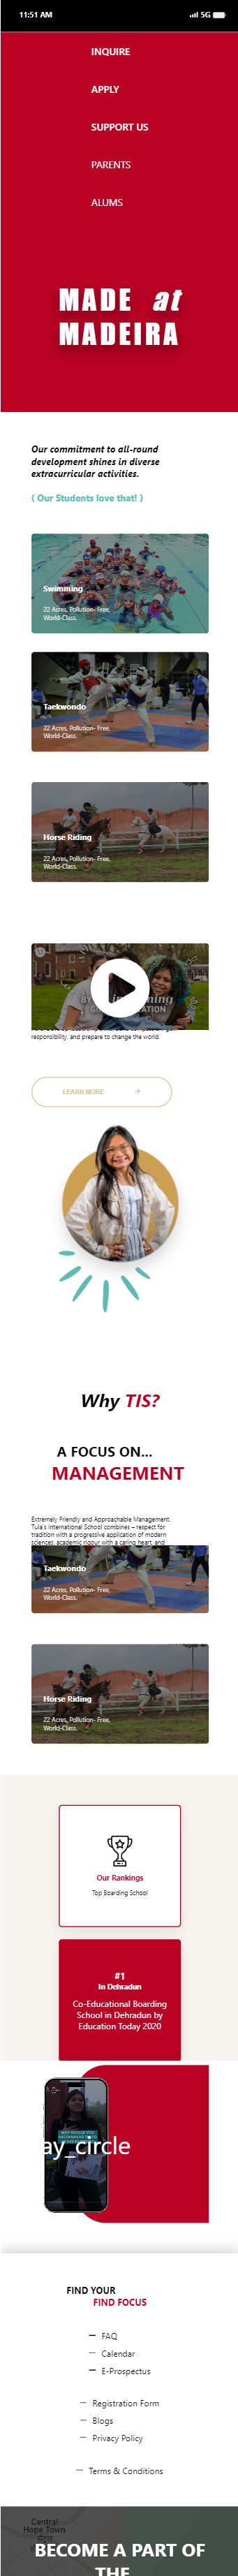 11:51 AM
5G
INQUIRE
APPLY
SUPPORT US
PARENTS
ALUMS
MADE at
MADEIRA
Our commitment to all-round
development shines in diverse
extracurricular activities.
( Our Students love that! )
Swimming
22 Acres, Pollution- Free,
World-Class.
Taekwondo
22 Acres, Pollution- Free,
World-Class.
Horse Riding
22 Acres, Pollution- Free,
World-Class.
responsibility, and prepare to change the world.
LEARN MORE
Why TIS?
A FOCUS ON...
MANAGEMENT
Extremely Friendly and Approachable Management.
Tula's International School combines – respect for
tradition with a progressive application of modern
sciences, academic rigour with a caring heart, and
Taekwondo
22 Acres, Pollution- Free,
World-Class.
Horse Riding
22 Acres, Pollution- Free,
World-Class.
Our Rankings
Top Boarding School
#1
In Dehradun
Co-Educational Boarding
School in Dehradun by
Education Today 2020
ay_circle
FIND YOUR
FIND FOCUS
FAQ
Calendar
E-Prospectus
Registration Form
Blogs
Privacy Policy
Terms & Conditions
Central
Hope Town
BECOME A PART OF
THE